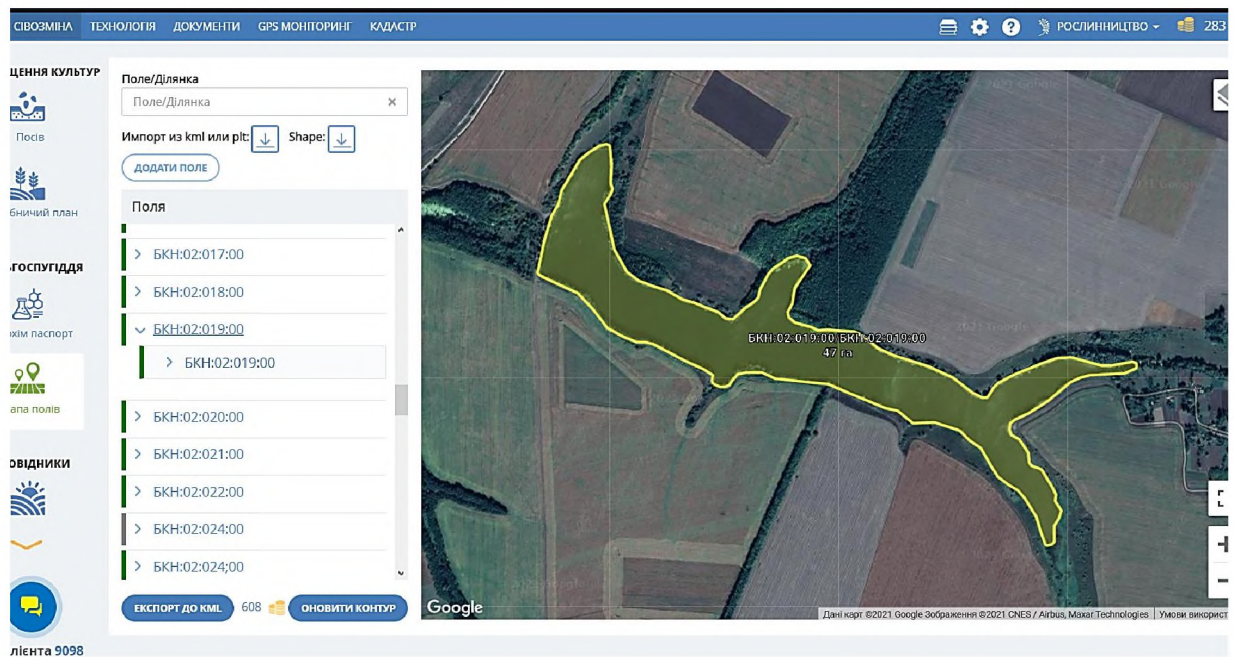 СІВОЗМІНА ТЕХНОЛОГІЯ ДОКУМЕНТИ GPS МОНІТОРИНГ КАДАСТР РОСЛИННИЦТВО 283
ЩЕННЯ КУЛЬТУР
Посів
бничий план
ЬГОСПУГІДДЯ
охім паспорт
апа полів
ОВІДНИКИ
лієнта 9098
Поле/Ділянка
Поле/Ділянка ×
Импорт из kml или plt: Shape:
ДОДАТИ ПОЛЕ
Поля
БКН:02:017:00
БКН:02:018:00
БКН:02:019:00
БКН:02:019:00
БКН:02:020:00
БКН:02:021:00
БКН:02:022:00
БКН:02:024:00
БКН:02:024;00
ЕКСПОРТ ДО KML 608 ОНОВИТИ КОНТУР
БКН:02:019:00/БКН:02:019:00
47 га
Google
Дані карт ©2021 Google Зображення ©2021 CNES / Airbus, Maxar Technologies Умови використ